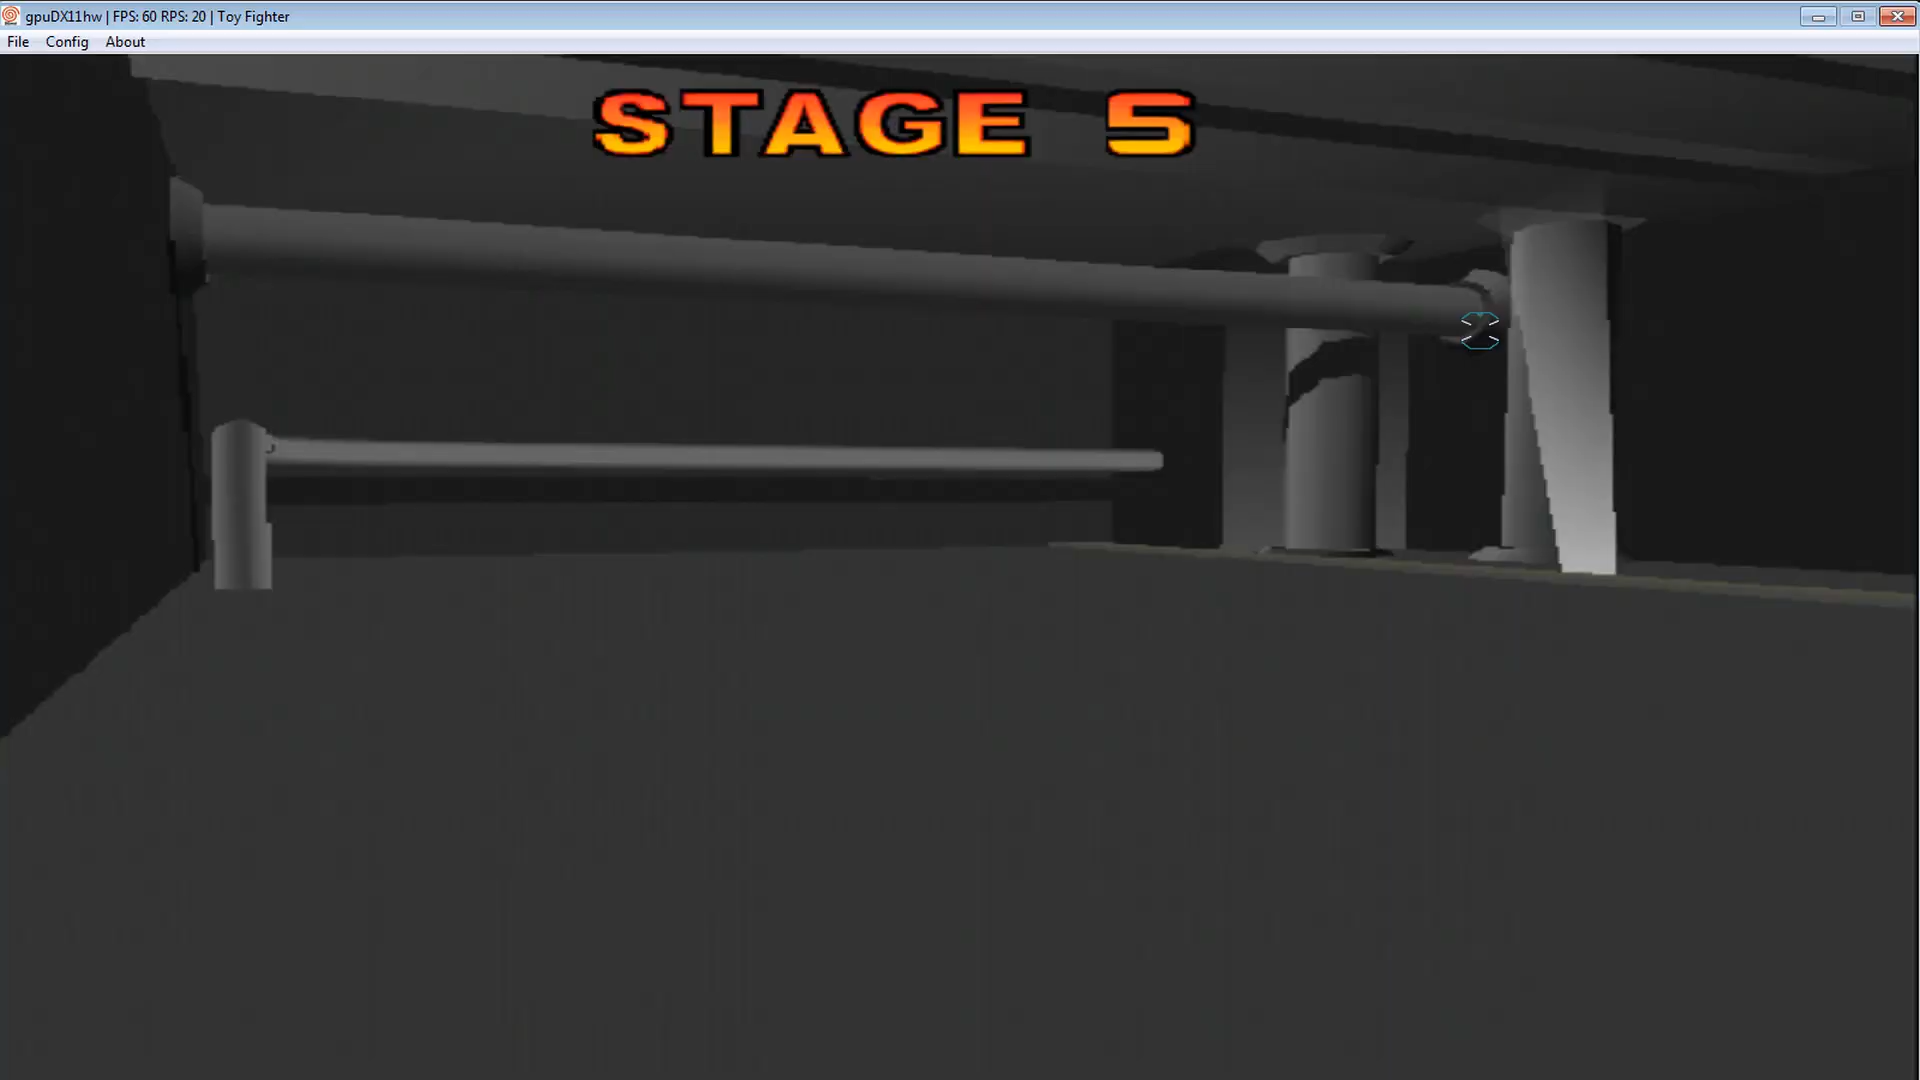 gpuDX11hw | FPS: 60 RPS: 20 | Toy Fighter
File Config About
STAGE 5